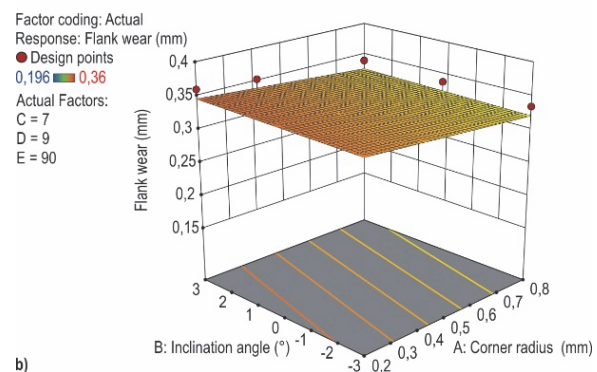 Factor coding: Actual
Response: Flank wear (mm)
Design points
0,196 0,36
Actual Factors:
C = 7
D = 9
E = 90
Flank wear (mm)
0,4
0,35
0,3
0,25
0,2
0,15
3
2
1
0
-1
-2
-3
B: Inclination angle (°)
0,2
0,3
0,4
0,5
0,6
0,7
0,8
A: Corner radius (mm)
b)